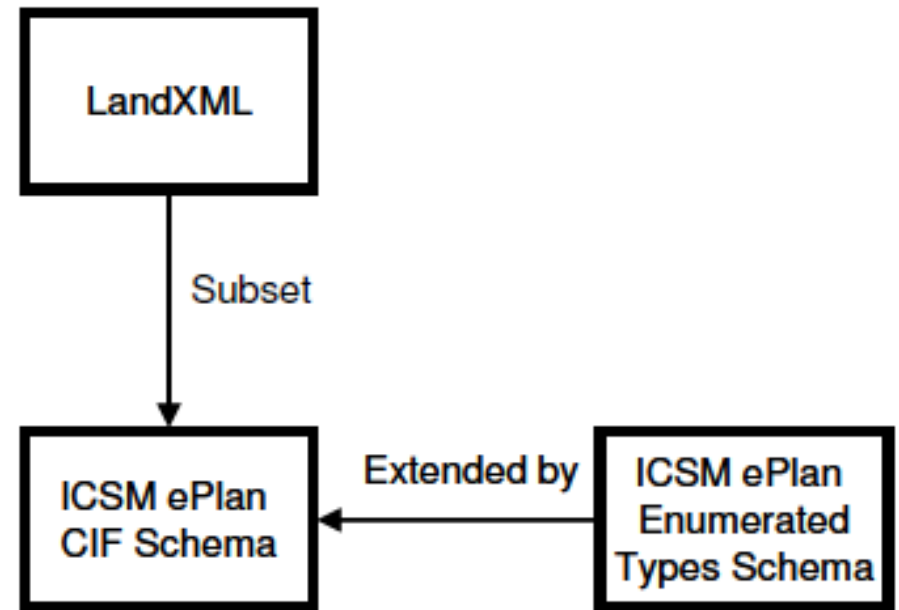 LandXML
Subset
ICSM ePlan
CIF Schema
Extended by
ICSM ePlan
Enumerated
Types Schema